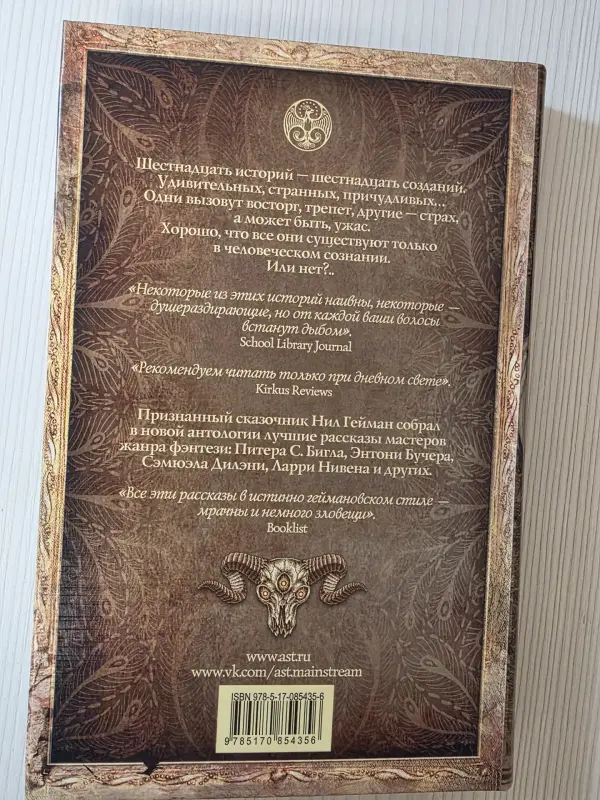 Шестнадцать историй — шестнадцать созданий.
Удивительных, странных, причудливых...
Одни вызовут восторг, трепет, другие — страх,
а может быть, ужас.
Хорошо, что все они существуют только
в человеческом сознании.
Или нет?..
«Некоторые из этих историй наивны, некоторые —
душераздирающие, но от каждой ваши волосы
встанут дыбом».
School Library Journal
«Рекомендуем читать только при дневном свете».
Kirkus Reviews
Признанный сказочник Нил Гейман собрал
в новой антологии лучшие рассказы мастеров
жанра фэнтези: Питера С. Бигла, Энтони Бучера,
Сэмюэла Дилэни, Ларри Нивена и других.
«Все эти рассказы в истинно геймановском стиле —
мрачны и немного зловещи».
Booklist
www.ast.ru
www.vk.com/ast.mainstream
ISBN 978-5-17-085435-6
9 785170 854356